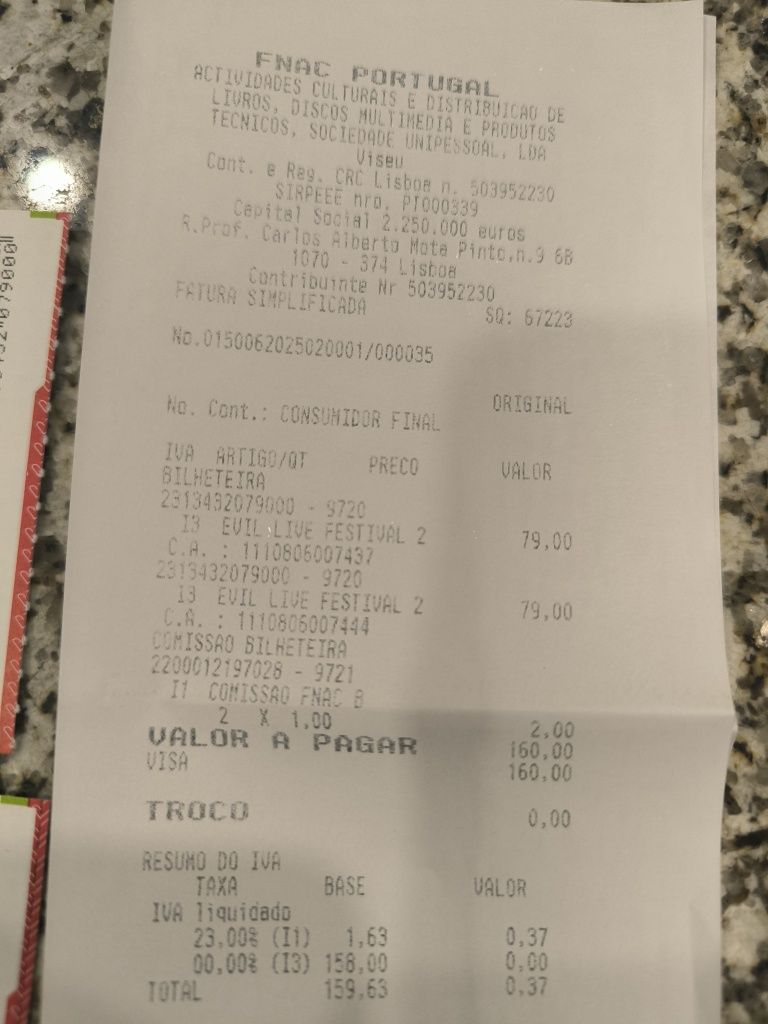 FNAC PORTUGAL
ACTIVIDADES CULTURAIS E DISTRIBUICAO DE
LIVROS, DISCOS MULTIMEDIA E PRODUTOS
TECNICOS, SOCIEDADE UNIPESSOAL, LDA
Viseu
Cont. e Reg. CRC Lisboa n. 503952230
SIRPEEE nro. PT000339
Capital Social 2.250.000 euros
R.Prof. Carlos Alberto Mota Pinto,n.9 6B
1070 - 374 Lisboa
Contribuinte Nr 503952230
FATURA SIMPLIFICADA SQ: 67223
No.0150062025020001/000035
ORIGINAL
No. Cont.: CONSUMIDOR FINAL
IVA ARTIGO/QT PRECO VALOR
BILHETEIRA
2313432079000 - 9720
I3 EVIL LIVE FESTIVAL 2 79,00
C.A. : 1110806007437
2313432079000 - 9720
I3 EVIL LIVE FESTIVAL 2 79,00
C.A. : 1110806007444
COMISSAO BILHETEIRA
2200012197028 - 9721
I1 COMISSAO FNAC B
2 X 1,00 2,00
VALOR A PAGAR 160,00
VISA 160,00
TROCO 0,00
RESUMO DO IVA
TAXA BASE VALOR
IVA liquidado
23,00% (I1) 1,63 0,37
00,00% (I3) 158,00 0,00
TOTAL 159,63 0,37